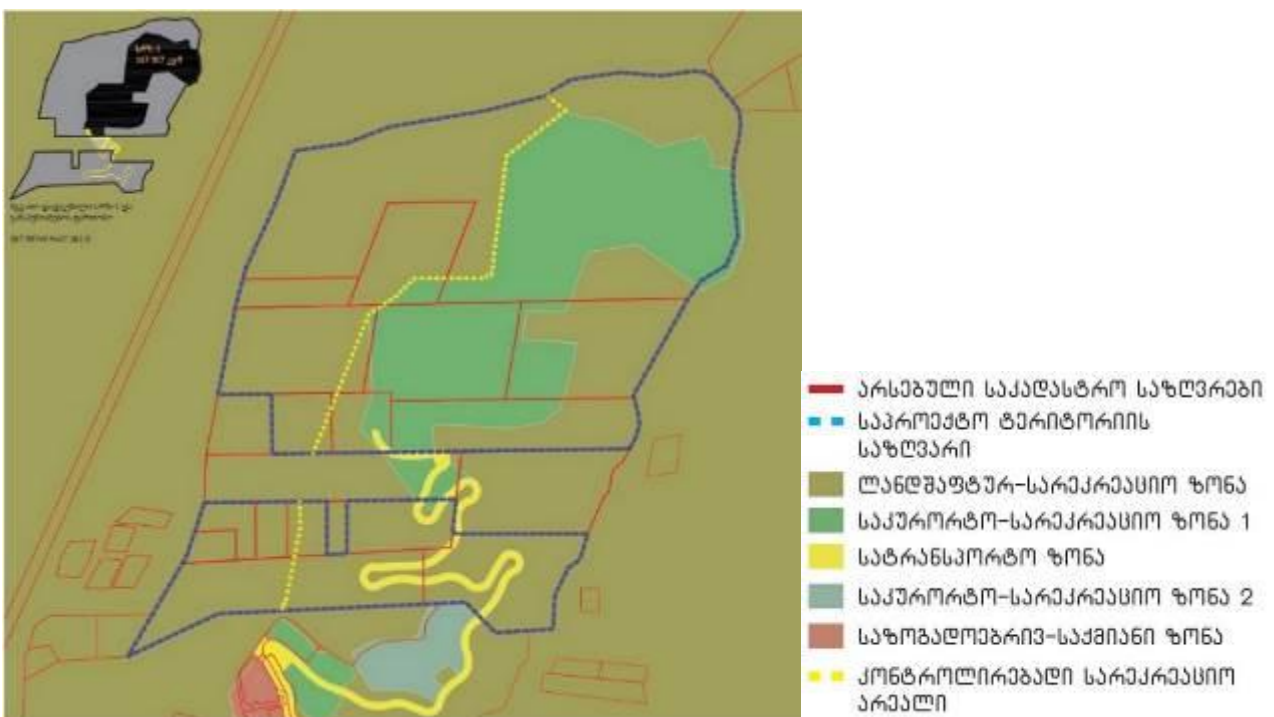 არსებული საკადასტრო საზღვრები
საპროექტო ტერიტორიის
საზღვარი
ლანდშაფტურ-სარეკრეაციო ზონა
საკურორტო-სარეკრეაციო ზონა 1
სატრანსპორტო ზონა
საკურორტო-სარეკრეაციო ზონა 2
საზოგადოებრივ-საქმიანი ზონა
კონტროლირებადი სარეკრეაციო
არეალი